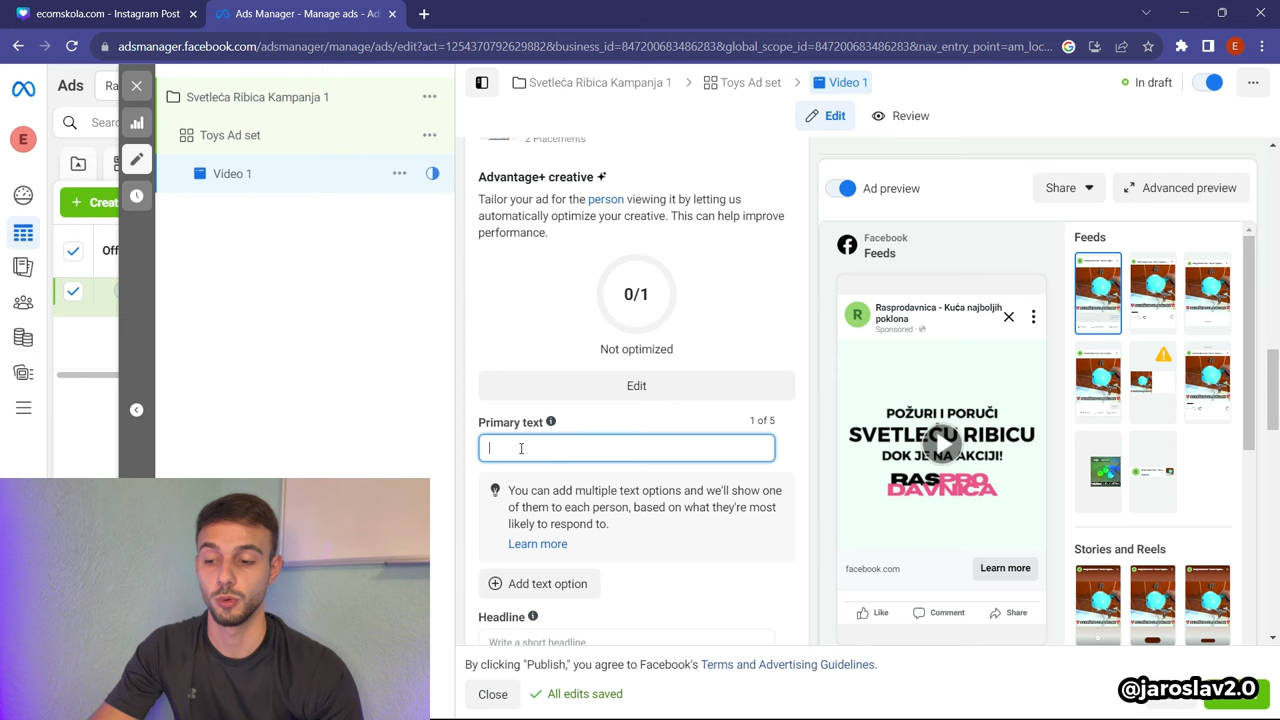 Ads Manager - Manage ads - Ad
adsmanager.facebook.com/adsmanager/manage/ads/edit?act=1254370792629882&business_id=847200683486283&global_scope_id=847200683486283&nav_entry_point=am_loc...
E
Ads
Ra
Svetleća Ribica Kampanja 1
Toys Ad set
Video 1
In draft
E
Searc
Svetleća Ribica Kampanja 1
Toys Ad set
Video 1
Edit
Review
Creat
Off
2 Placements
Advantage+ creative
Tailor your ad for the person viewing it by letting us
automatically optimize your creative. This can help improve
performance.
0/1
Not optimized
Edit
Primary text
1 of 5
You can add multiple text options and we'll show one
of them to each person, based on what they're most
likely to respond to.
Learn more
Add text option
Headline
Write a short headline
Ad preview
Share
Advanced preview
Facebook
Feeds
R
Rasprodavnica - Kuća najboljih
poklona
Sponsored
POŽURI I PORUČI
SVETLEĆU RIBICU
DOK JE NA AKCIJI!
RASPRO
DAVNICA
facebook.com
Learn more
Like
Comment
Share
Feeds
Stories and Reels
By clicking "Publish," you agree to Facebook's Terms and Advertising Guidelines.
Close
All edits saved
@jaroslav2.0